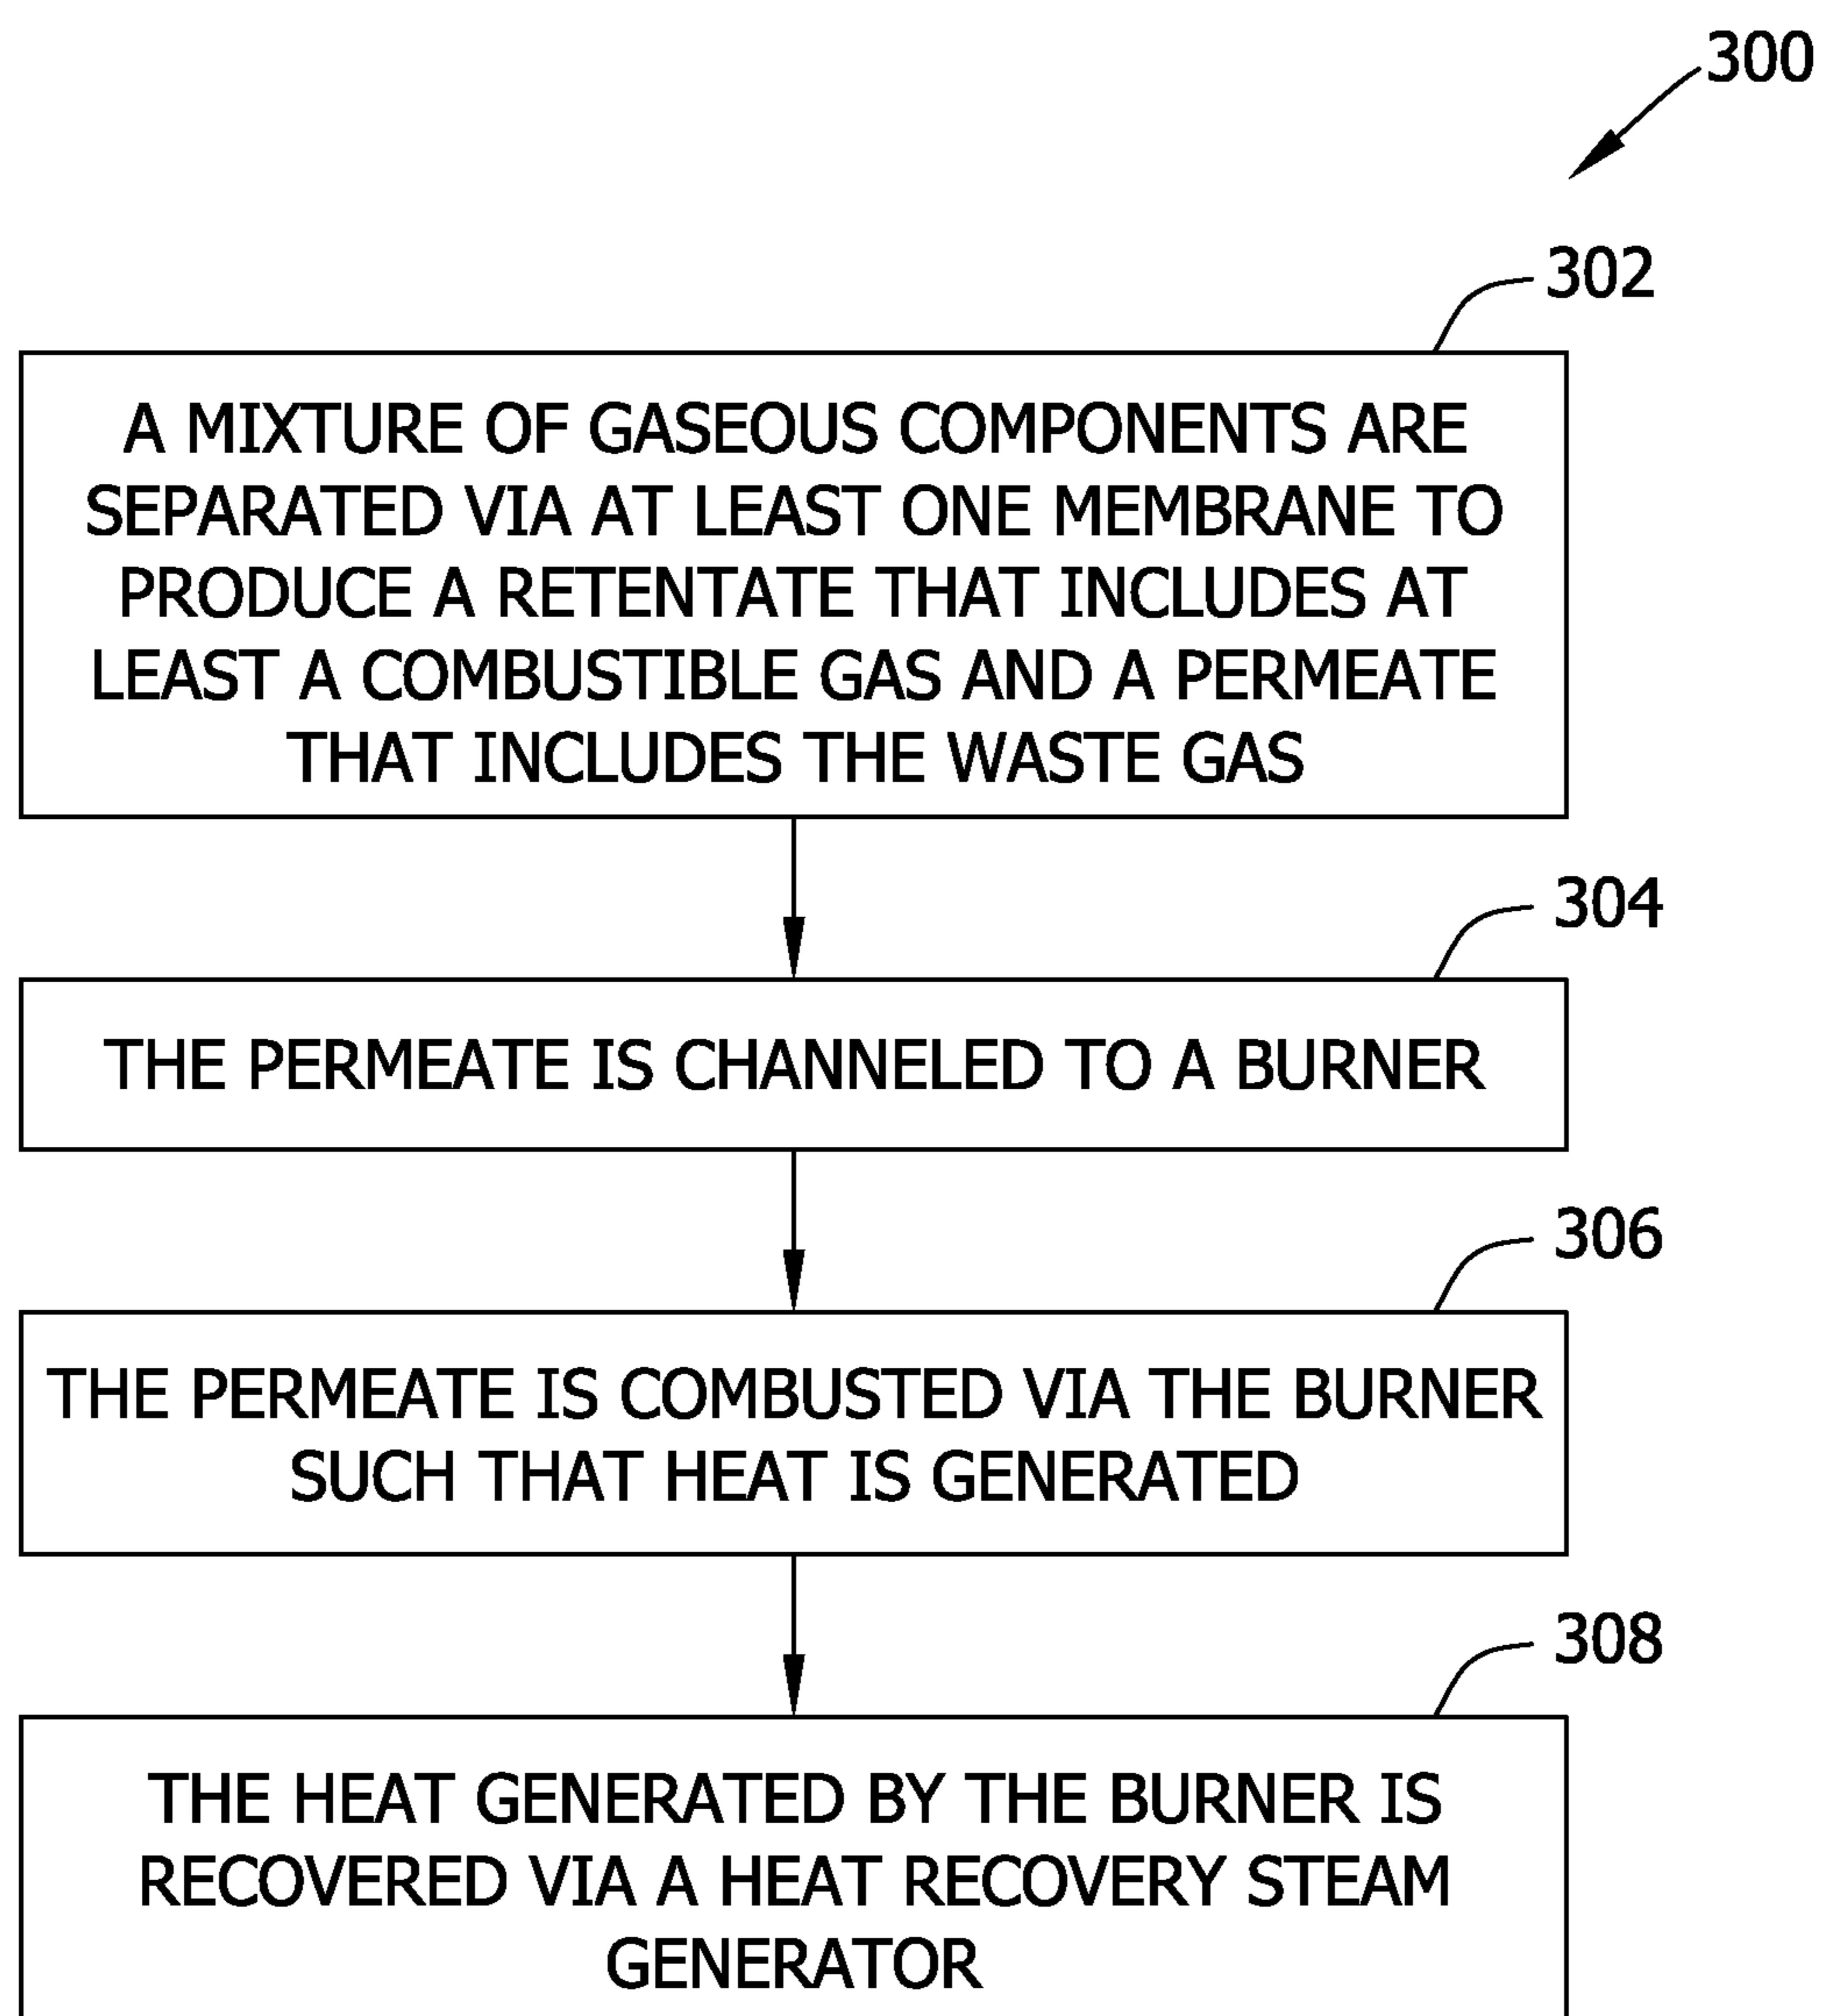 300
302
A MIXTURE OF GASEOUS COMPONENTS ARE
SEPARATED VIA AT LEAST ONE MEMBRANE TO
PRODUCE A RETENTATE THAT INCLUDES AT
LEAST A COMBUSTIBLE GAS AND A PERMEATE
THAT INCLUDES THE WASTE GAS
304
THE PERMEATE IS CHANNELED TO A BURNER
306
THE PERMEATE IS COMBUSTED VIA THE BURNER
SUCH THAT HEAT IS GENERATED
308
THE HEAT GENERATED BY THE BURNER IS
RECOVERED VIA A HEAT RECOVERY STEAM
GENERATOR